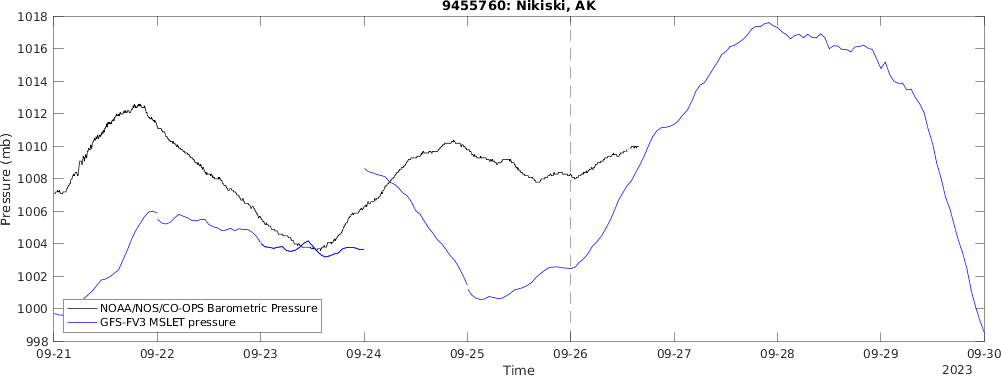 9455760: Nikiski, AK
Pressure (mb)
1018
1016
1014
1012
1010
1008
1006
1004
1002
1000
998
NOAA/NOS/CO-OPS Barometric Pressure
GFS-FV3 MSLET pressure
09-21 09-22 09-23 09-24 09-25 09-26 09-27 09-28 09-29 09-30
Time
2023